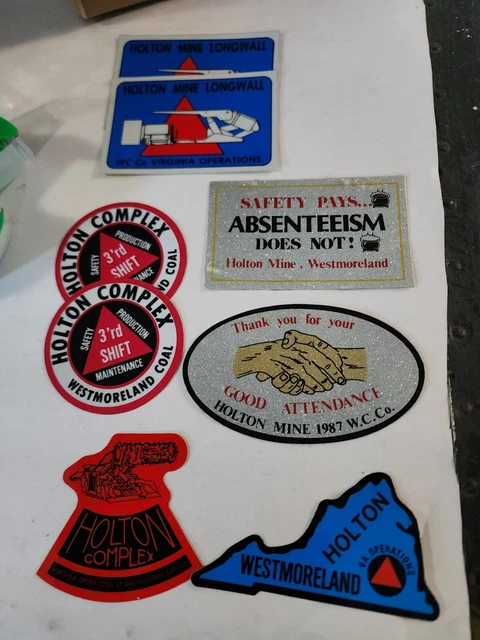 HOLTON MINE LONGWALL
HOLTON MINE LONGWALL
WC Co VIRGINIA OPERATIONS
SAFETY PAYS...
ABSENTEEISM
DOES NOT!
Holton Mine, Westmoreland
HOLTON COMPLEX
SAFETY
PRODUCTION
3'rd
SHIFT
COAL
HOLTON COMPLEX
SAFETY
PRODUCTION
3'rd
SHIFT
MAINTENANCE
WESTMORELAND COAL
Thank you for your
GOOD ATTENDANCE
HOLTON MINE 1987 W.C.Co.
HOLTON
COMPLEX
HOLTON
WESTMORELAND
VA. OPERATIONS